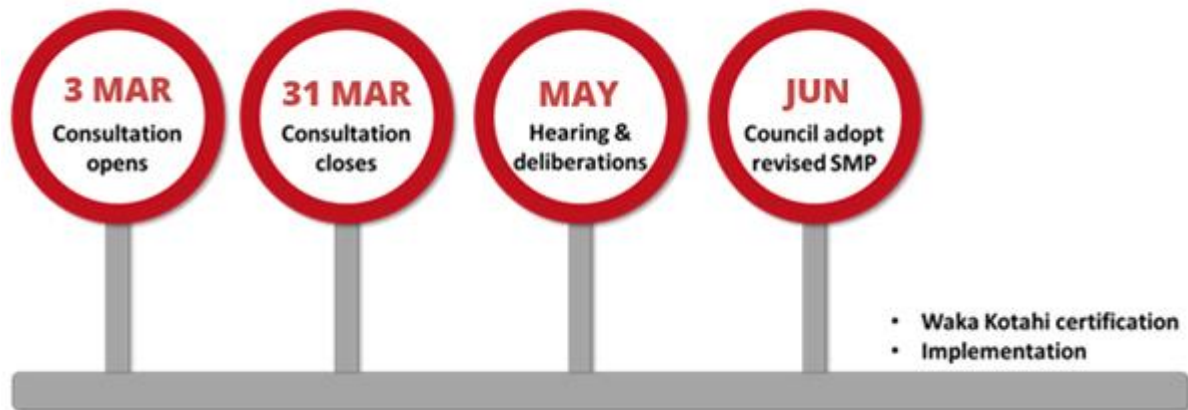 3 MAR
Consultation
opens
31 MAR
Consultation
closes
MAY
Hearing &
deliberations
JUN
Council adopt
revised SMP
• Waka Kotahi certification
• Implementation